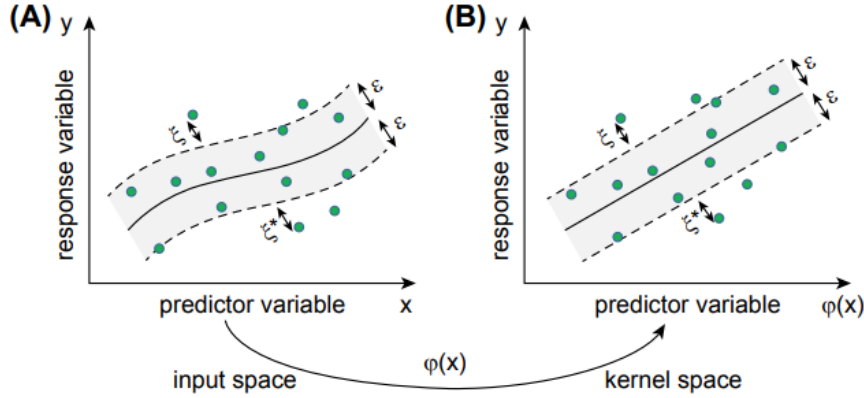 (A)
y
response variable
ξ
ξ*
ε
ε
predictor variable
x
input space
φ(x)
(B)
y
response variable
ξ
ξ*
ε
ε
predictor variable
φ(x)
kernel space